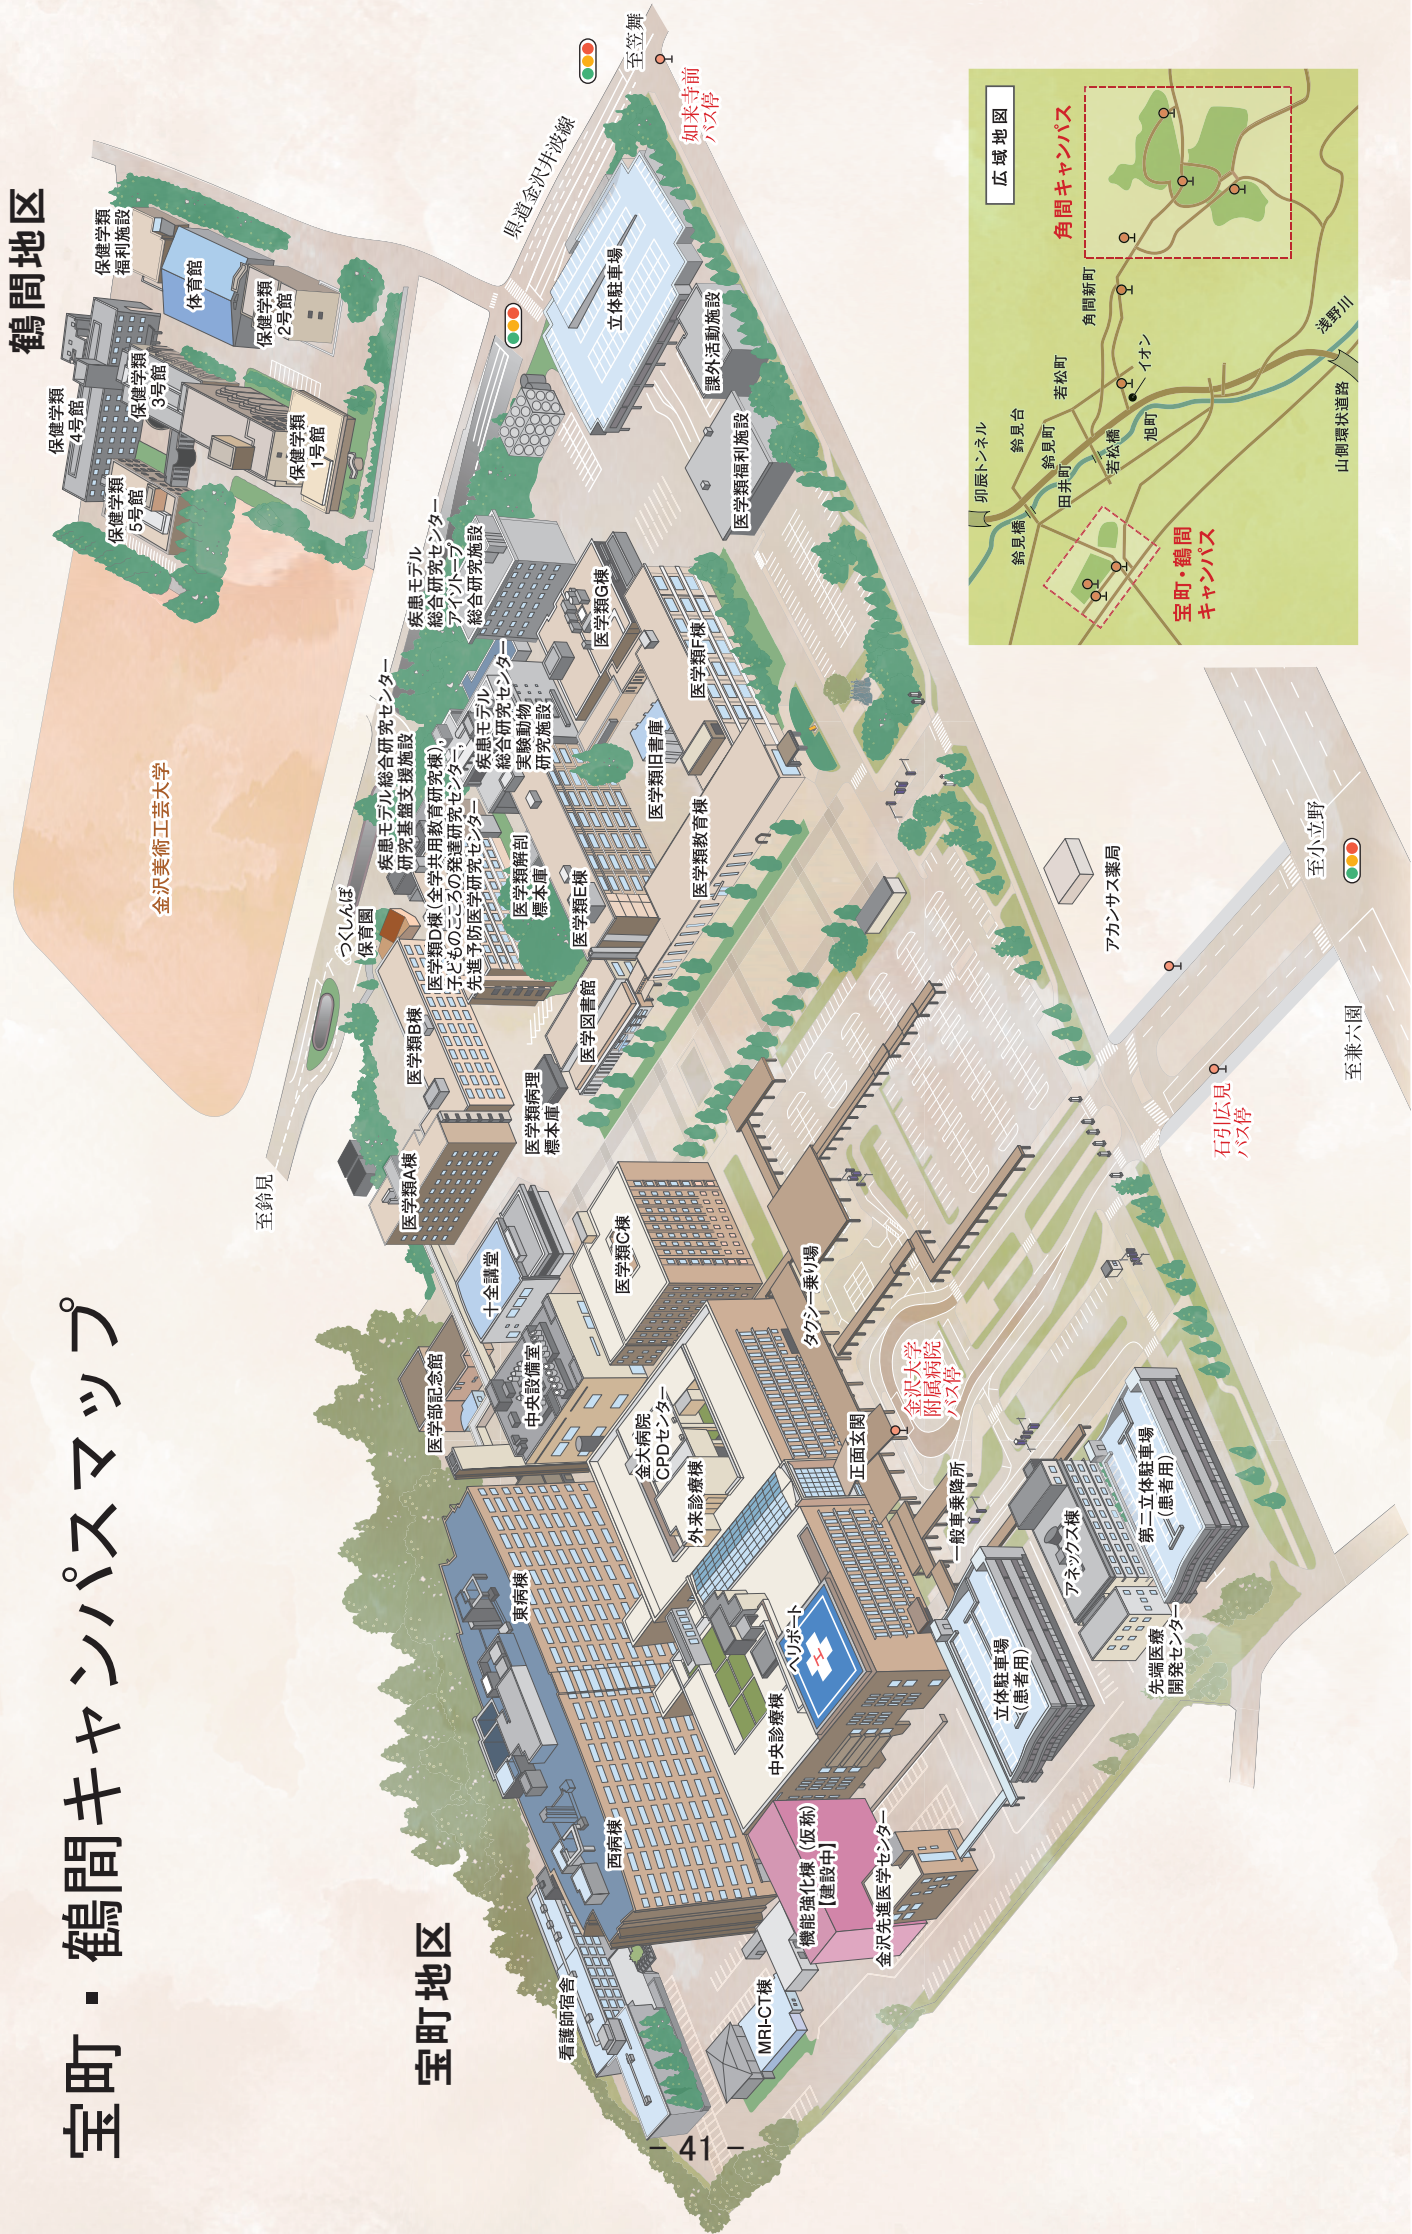 宝町・鶴間キャンパスマップ
鶴間地区
保健学類
福利施設
体育館
保健学類
2号館
保健学類
4号館
保健学類
3号館
保健学類
1号館
保健学類
5号館
金沢美術工芸大学
至鈴見
県道金沢井波線
至笠舞
如来寺前
バス停
立体駐車場
課外活動施設
医学類福利施設
疾患モデル
総合研究センター
アイソトープ
総合研究施設
医学類G棟
医学類F棟
疾患モデル総合研究センター
研究基盤支援施設
疾患モデル
総合研究センター
実験動物
研究施設
医学類旧書庫
医学類教育棟
つくしんぼ
保育園
医学類D棟(全学共用教育研究棟),
子どものこころの発達研究センター,
先進予防医学研究センター
医学類解剖
標本庫
医学類E棟
医学図書館
医学類B棟
医学類病理
標本庫
医学類A棟
十全講堂
医学類C棟
医学部記念館
中央設備室
金大病院
CPDセンター
外来診療棟
タクシー乗り場
正面玄関
金沢大学
附属病院
バス停
一般車乗降所
宝町地区
東病棟
西病棟
ヘリポート
中央診療棟
機能強化棟(仮称)
【建設中】
金沢先進医学センター
MRI-CT棟
看護師宿舎
立体駐車場
(患者用)
アネックス棟
第二立体駐車場
(患者用)
先端医療
開発センター
アカンサス薬局
石引広見
バス停
至小立野
至兼六園
広域地図
角間キャンパス
角間新町
若松町
イオン
浅野川
山側環状道路
卯辰トンネル
鈴見台
鈴見町
若松橋
旭町
田井町
鈴見橋
宝町・鶴間
キャンパス
- 41 -